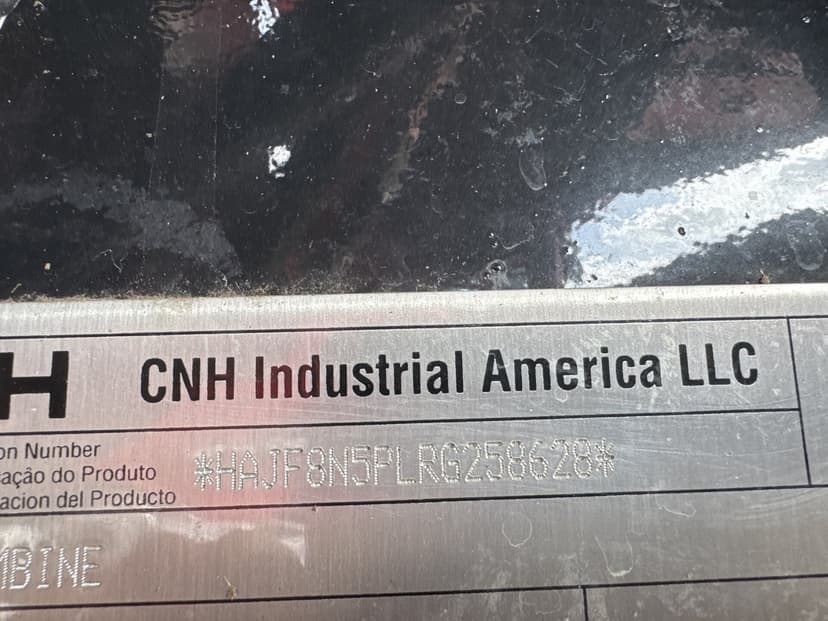 H CNH Industrial America LLC
on Number
cação do Produto *HAJF8N5PLRG258628*
acion del Producto
MBINE